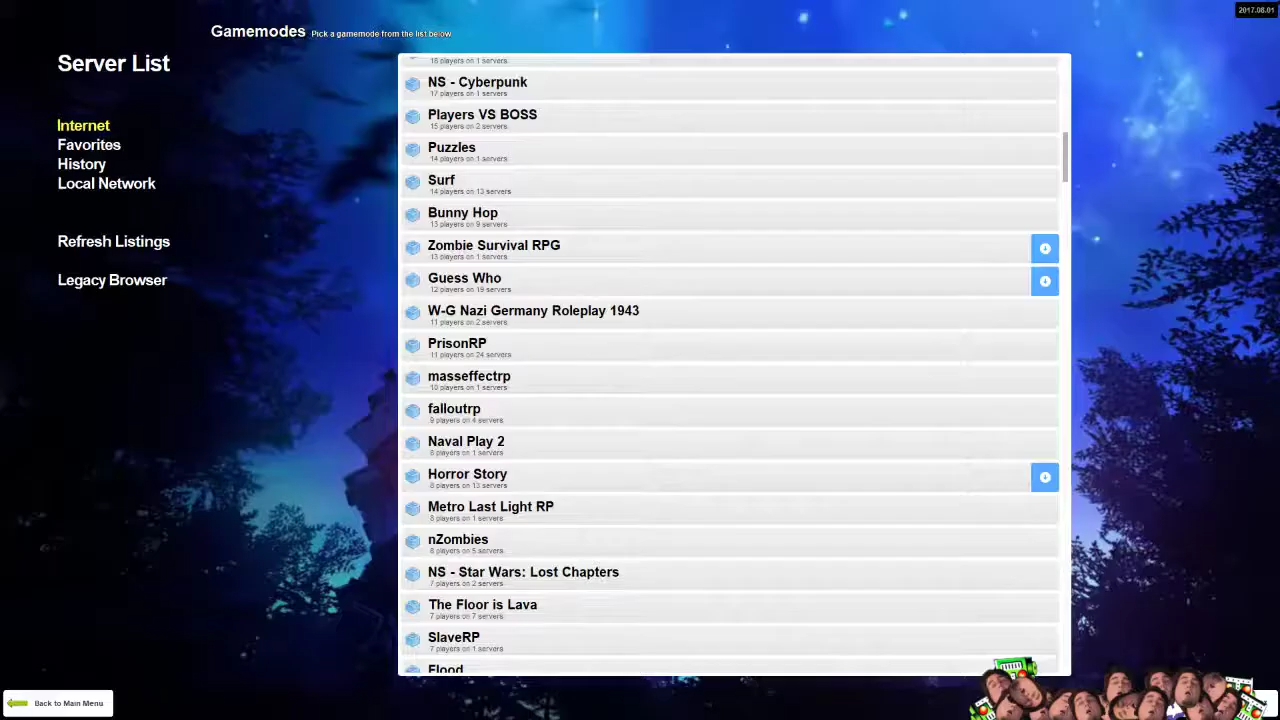 2017.08.01
Gamemodes Pick a gamemode from the list below
Server List
Internet
Favorites
History
Local Network
Refresh Listings
Legacy Browser
18 players on 1 servers
NS - Cyberpunk
17 players on 1 servers
Players VS BOSS
15 players on 2 servers
Puzzles
14 players on 1 servers
Surf
14 players on 13 servers
Bunny Hop
13 players on 9 servers
Zombie Survival RPG
13 players on 1 servers
Guess Who
12 players on 19 servers
W-G Nazi Germany Roleplay 1943
11 players on 2 servers
PrisonRP
11 players on 24 servers
masseffectrp
10 players on 1 servers
falloutrp
9 players on 4 servers
Naval Play 2
8 players on 1 servers
Horror Story
8 players on 13 servers
Metro Last Light RP
8 players on 1 servers
nZombies
8 players on 5 servers
NS - Star Wars: Lost Chapters
7 players on 2 servers
The Floor is Lava
7 players on 7 servers
SlaveRP
7 players on 1 servers
Flood
Back to Main Menu